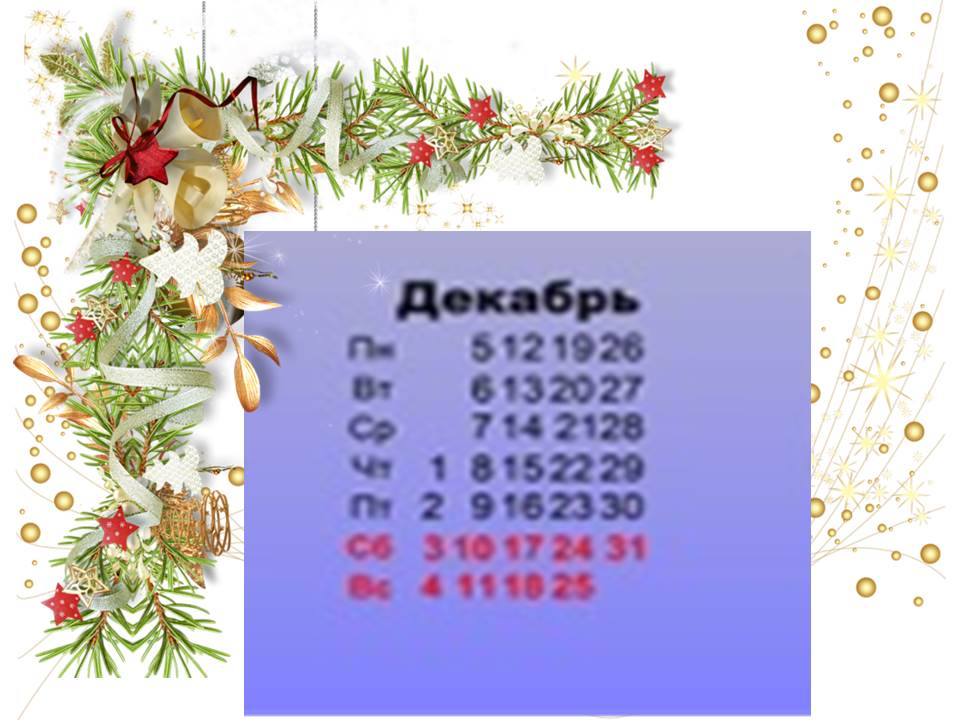 Декабрь
Пн 5 12 19 26
Вт 6 13 20 27
Ср 7 14 21 28
Чт 1 8 15 22 29
Пт 2 9 16 23 30
Сб 3 10 17 24 31
Вс 4 11 18 25